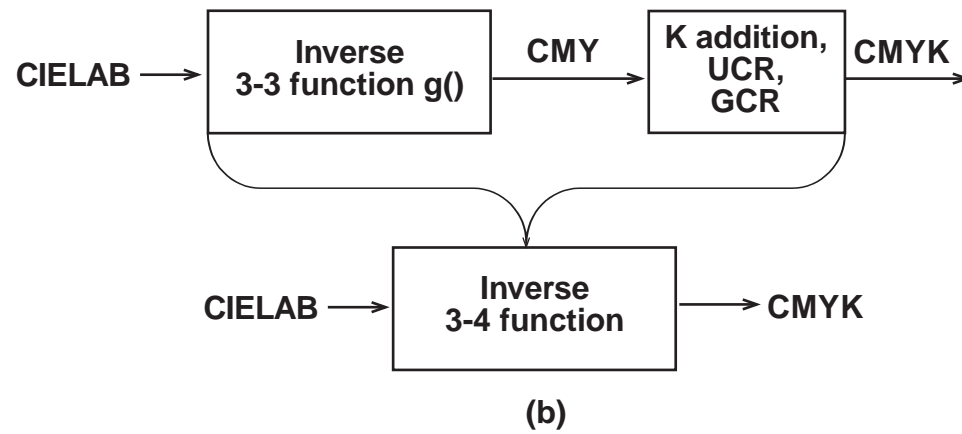 CIELAB
Inverse
3-3 function g()
CMY
K addition,
UCR,
GCR
CMYK
CIELAB
Inverse
3-4 function
CMYK
(b)